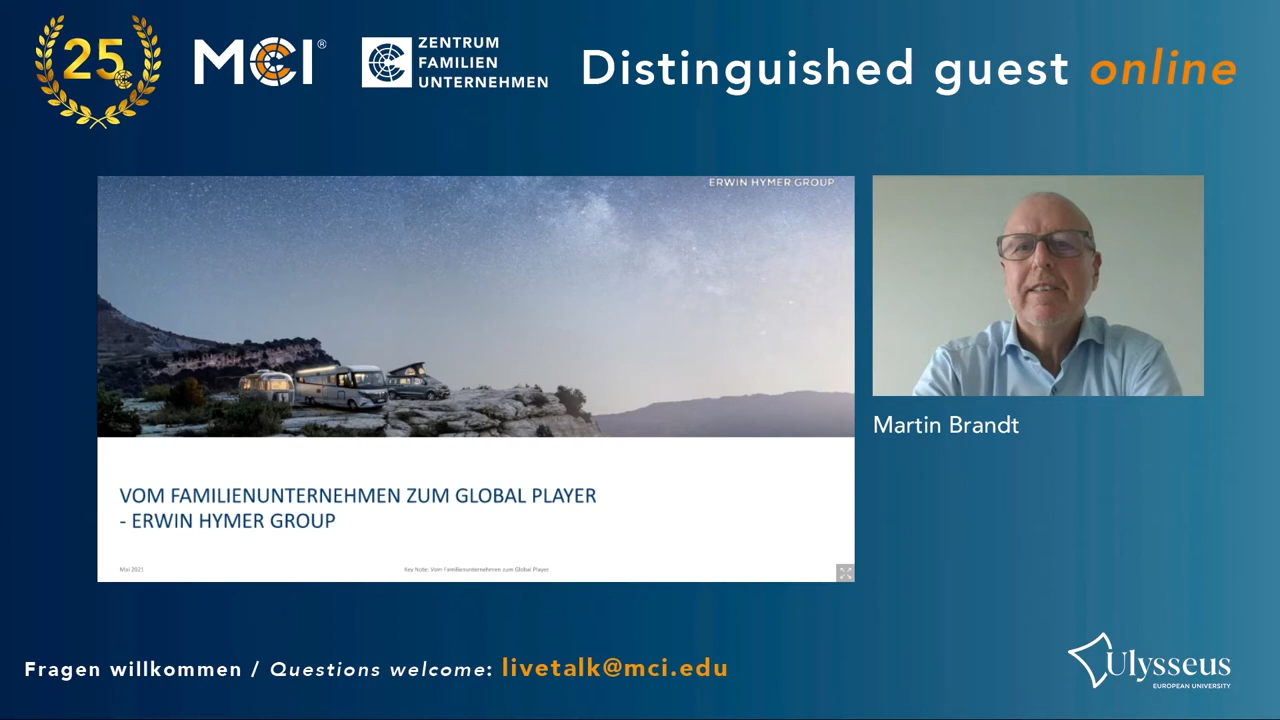 25
MCI®
ZENTRUM
FAMILIEN
UNTERNEHMEN
Distinguished guest online
ERWIN HYMER GROUP
VOM FAMILIENUNTERNEHMEN ZUM GLOBAL PLAYER
- ERWIN HYMER GROUP
Mai 2021
Key Note: Vom Familienunternehmen zum Global Player
Martin Brandt
Fragen willkommen / Questions welcome: livetalk@mci.edu
Ulysseus
EUROPEAN UNIVERSITY